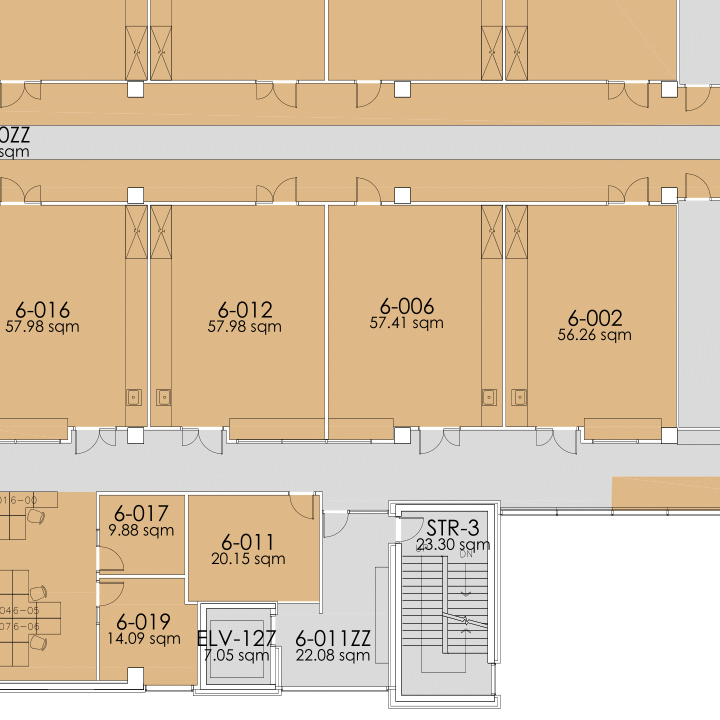 0ZZ
sqm
6-016
57.98 sqm
6-012
57.98 sqm
6-006
57.41 sqm
6-002
56.26 sqm
016-00
6-017
9.88 sqm
6-011
20.15 sqm
STR-3
23.30 sqm
UP
DN
046-05
076-06
6-019
14.09 sqm
ELV-127
7.05 sqm
6-011ZZ
22.08 sqm